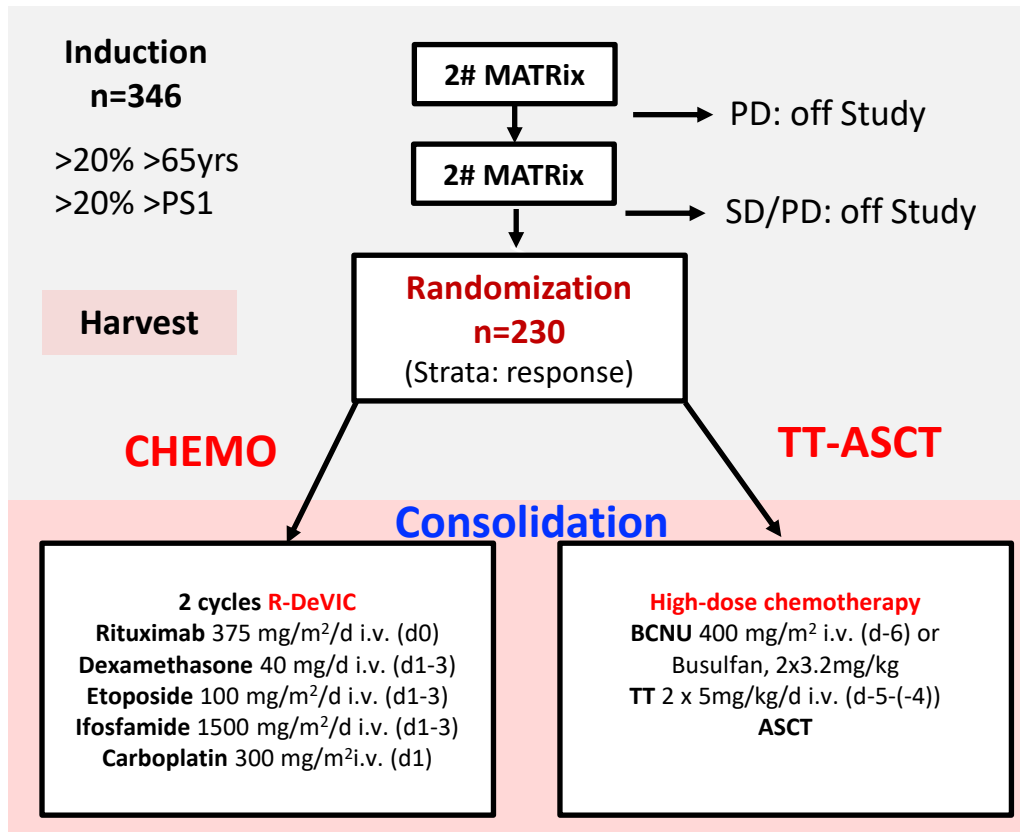 Induction
n=346
>20% >65yrs
>20% >PS1
2# MATRix
PD: off Study
2# MATRix
SD/PD: off Study
Harvest
Randomization
n=230
(Strata: response)
CHEMO
TT-ASCT
Consolidation
2 cycles R-DeVIC
Rituximab 375 mg/m²/d i.v. (d0)
Dexamethasone 40 mg/d i.v. (d1-3)
Etoposide 100 mg/m²/d i.v. (d1-3)
Ifosfamide 1500 mg/m²/d i.v. (d1-3)
Carboplatin 300 mg/m²i.v. (d1)
High-dose chemotherapy
BCNU 400 mg/m² i.v. (d-6) or
Busulfan, 2x3.2mg/kg
TT 2 x 5mg/kg/d i.v. (d-5-(-4))
ASCT